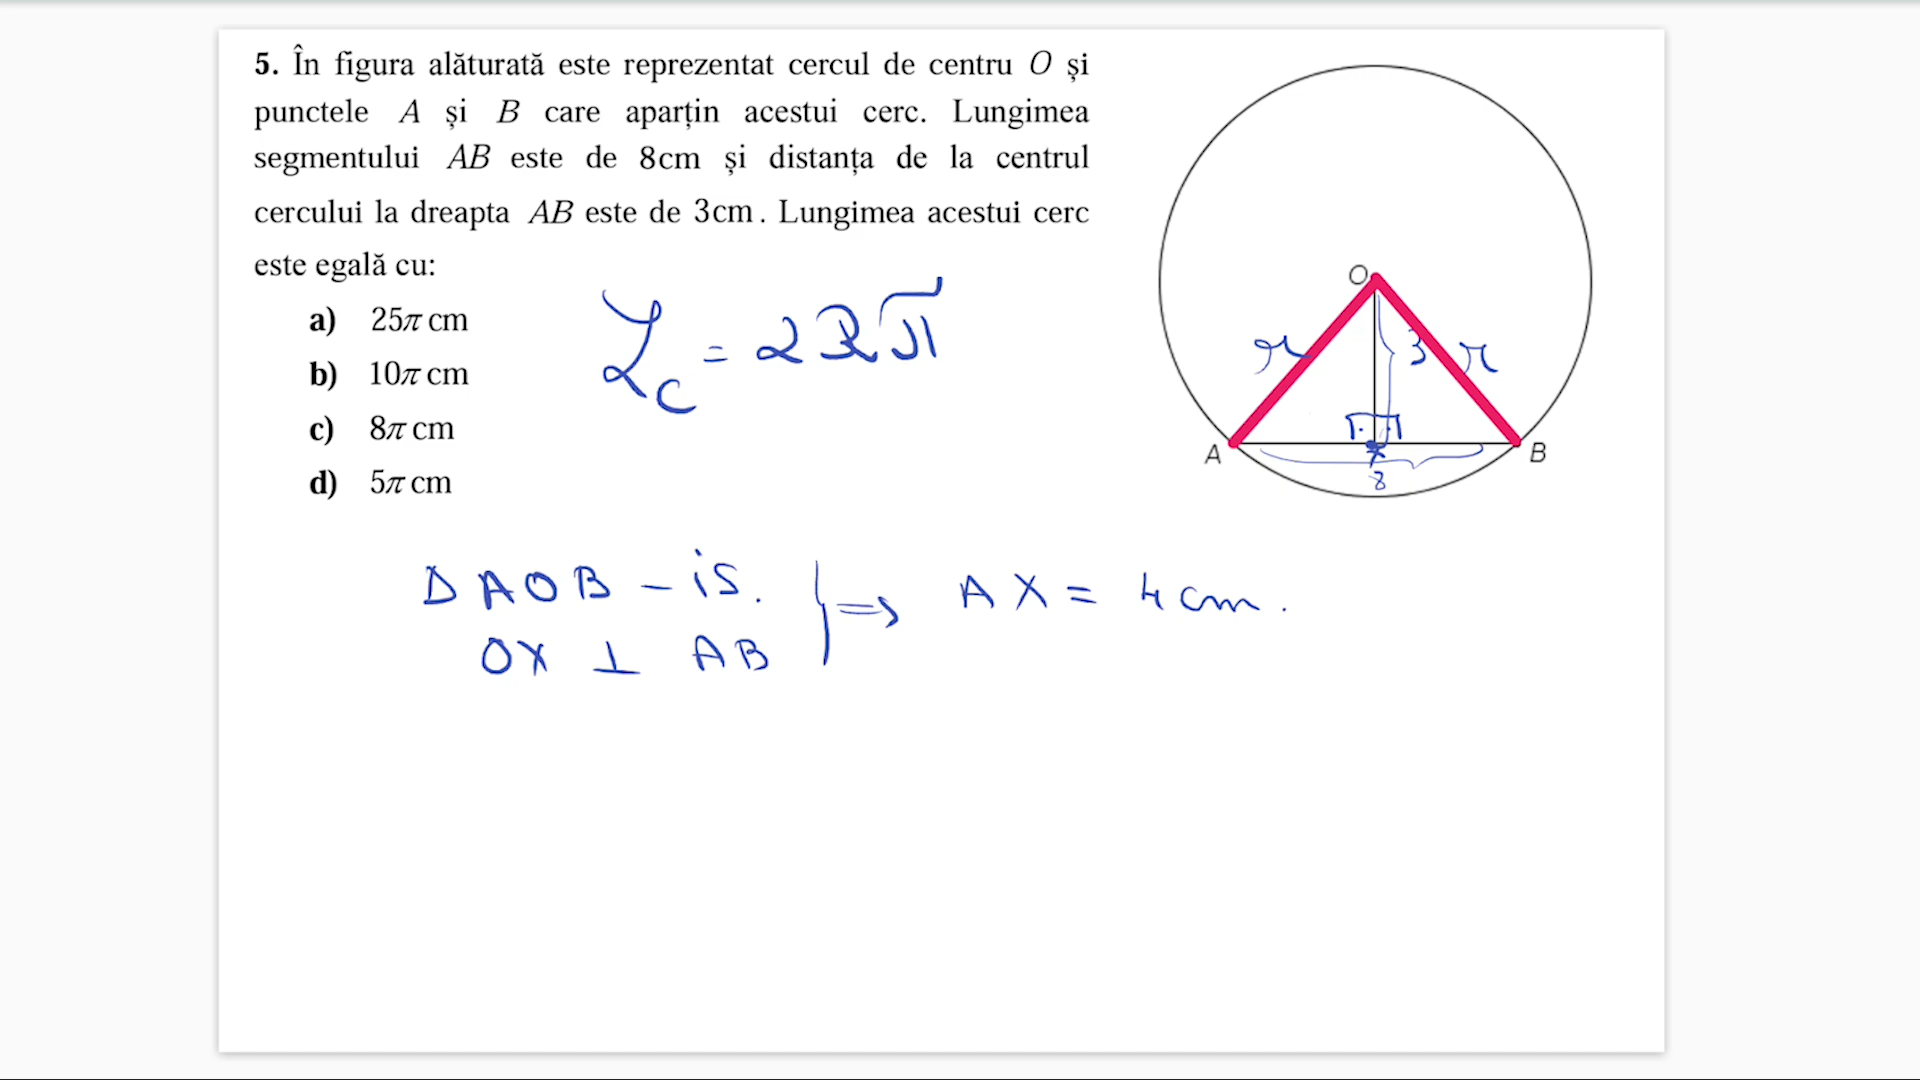 5. În figura alăturată este reprezentat cercul de centru O și
punctele A și B care aparțin acestui cerc. Lungimea
segmentului AB este de 8cm și distanța de la centrul
cercului la dreapta AB este de 3cm. Lungimea acestui cerc
este egală cu:
a) 25π cm
b) 10π cm
c) 8π cm
d) 5π cm
L_C = 2Rπ
O
r 3 r
A X B
8
Δ AOB - is.
OX ⊥ AB
⇒ AX = 4 cm.